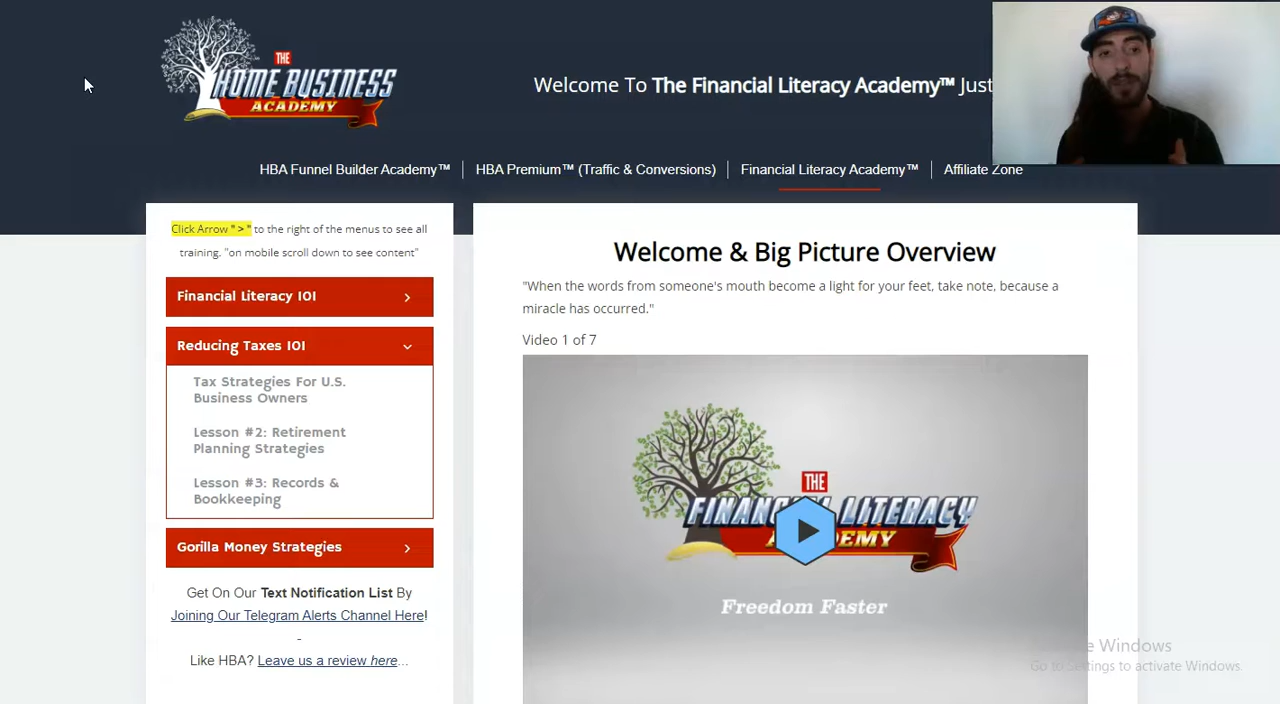 THE
HOME BUSINESS
ACADEMY
Welcome To The Financial Literacy Academy™ Just
HBA Funnel Builder Academy™
HBA Premium™ (Traffic & Conversions)
Financial Literacy Academy™
Affiliate Zone
Click Arrow " > " to the right of the menus to see all
training. "on mobile scroll down to see content"
Financial Literacy 101
Reducing Taxes 101
Tax Strategies For U.S.
Business Owners
Lesson #2: Retirement
Planning Strategies
Lesson #3: Records &
Bookkeeping
Gorilla Money Strategies
Get On Our Text Notification List By
Joining Our Telegram Alerts Channel Here!
Like HBA? Leave us a review here...
Welcome & Big Picture Overview
"When the words from someone's mouth become a light for your feet, take note, because a
miracle has occurred."
Video 1 of 7
THE
FINANCIAL LITERACY
ACADEMY
Freedom Faster
Windows
Go to Settings to activate Windows.